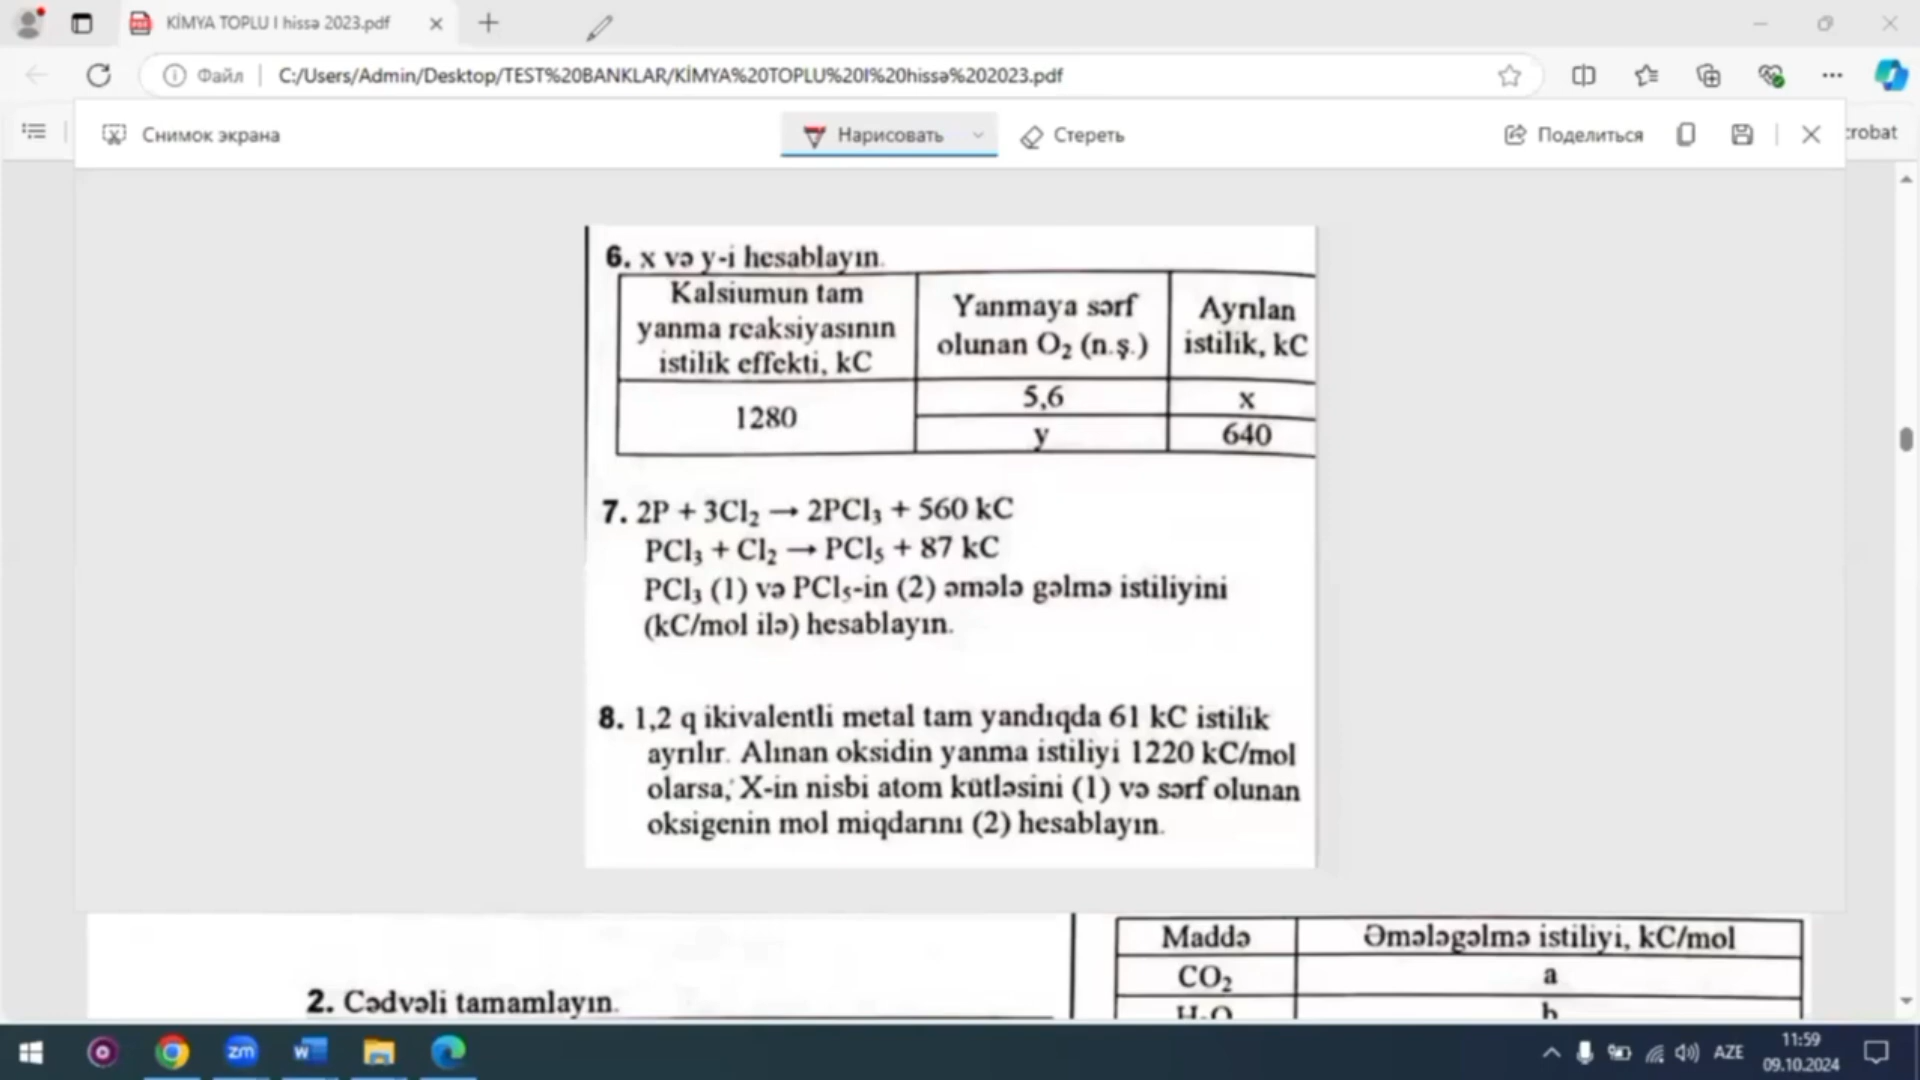 KİMYA TOPLU I hissə 2023.pdf
Файл
C:/Users/Admin/Desktop/TEST%20BANKLAR/KİMYA%20TOPLU%20I%20hissə%202023.pdf
Снимок экрана
Нарисовать
Стереть
Поделиться
crobat
6. x və y-i hesablayın.
Kalsiumun tam yanma reaksiyasının istilik effekti, kC
Yanmaya sərf olunan O₂ (n.ş.)
Ayrılan istilik, kC
1280
5,6
x
y
640
7. 2P + 3Cl₂ → 2PCl₃ + 560 kC
PCl₃ + Cl₂ → PCl₅ + 87 kC
PCl₃ (1) və PCl₅-in (2) əmələ gəlmə istiliyini
(kC/mol ilə) hesablayın.
8. 1,2 q ikivalentli metal tam yandıqda 61 kC istilik
ayrılır. Alınan oksidin yanma istiliyi 1220 kC/mol
olarsa, X-in nisbi atom kütləsini (1) və sərf olunan
oksigenin mol miqdarını (2) hesablayın.
2. Cədvəli tamamlayın.
Maddə
Əmələgəlmə istiliyi, kC/mol
CO₂
a
H₂O
b
zm
W
AZE
11:59
09.10.2024